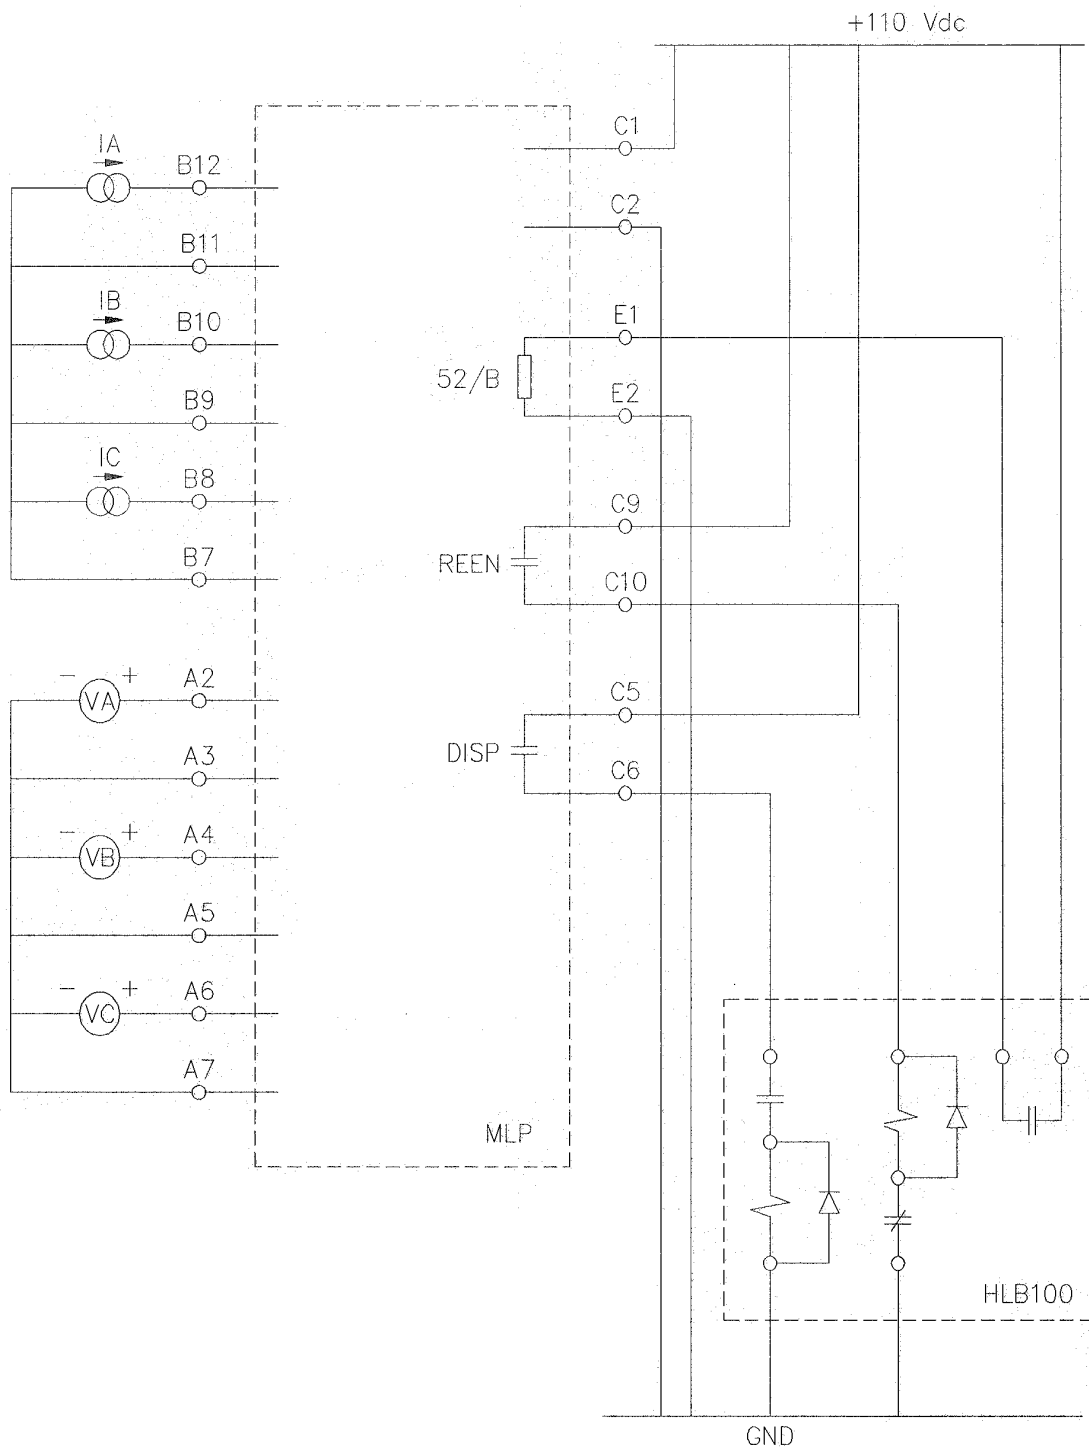 +110 Vdc
C1
IA
B12
C2
B11
IB
B10
E1
52/B
E2
B9
IC
B8
C9
REEN
B7
C10
- + A2
VA
C5
DISP
A3
C6
- + A4
VB
A5
- + A6
VC
A7
MLP
HLB100
GND